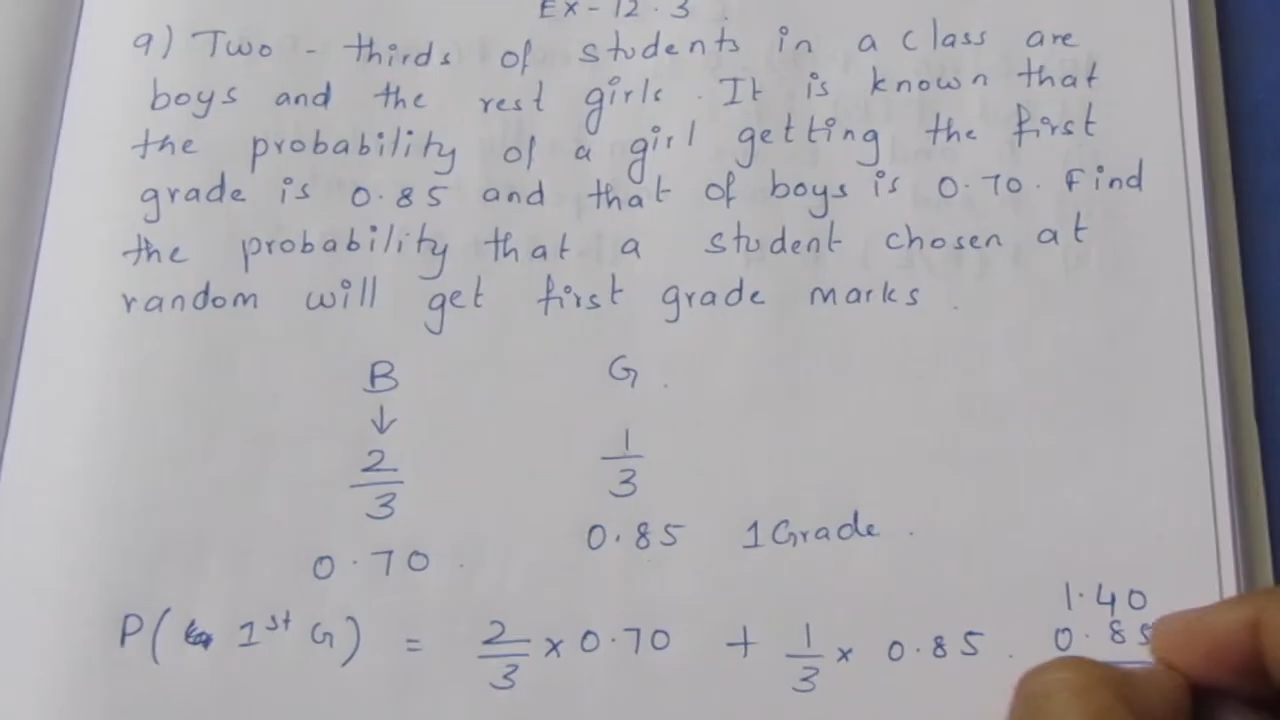 Ex - 12.3
9) Two - thirds of students in a class are
boys and the rest girls. It is known that
the probability of a girl getting the first
grade is 0.85 and that of boys is 0.70. Find
the probability that a student chosen at
random will get first grade marks.
B G.
↓
2/3 1/3
0.70. 0.85 1 Grade.
P( 1st G) = 2/3 × 0.70 + 1/3 × 0.85.
1.40
0.85